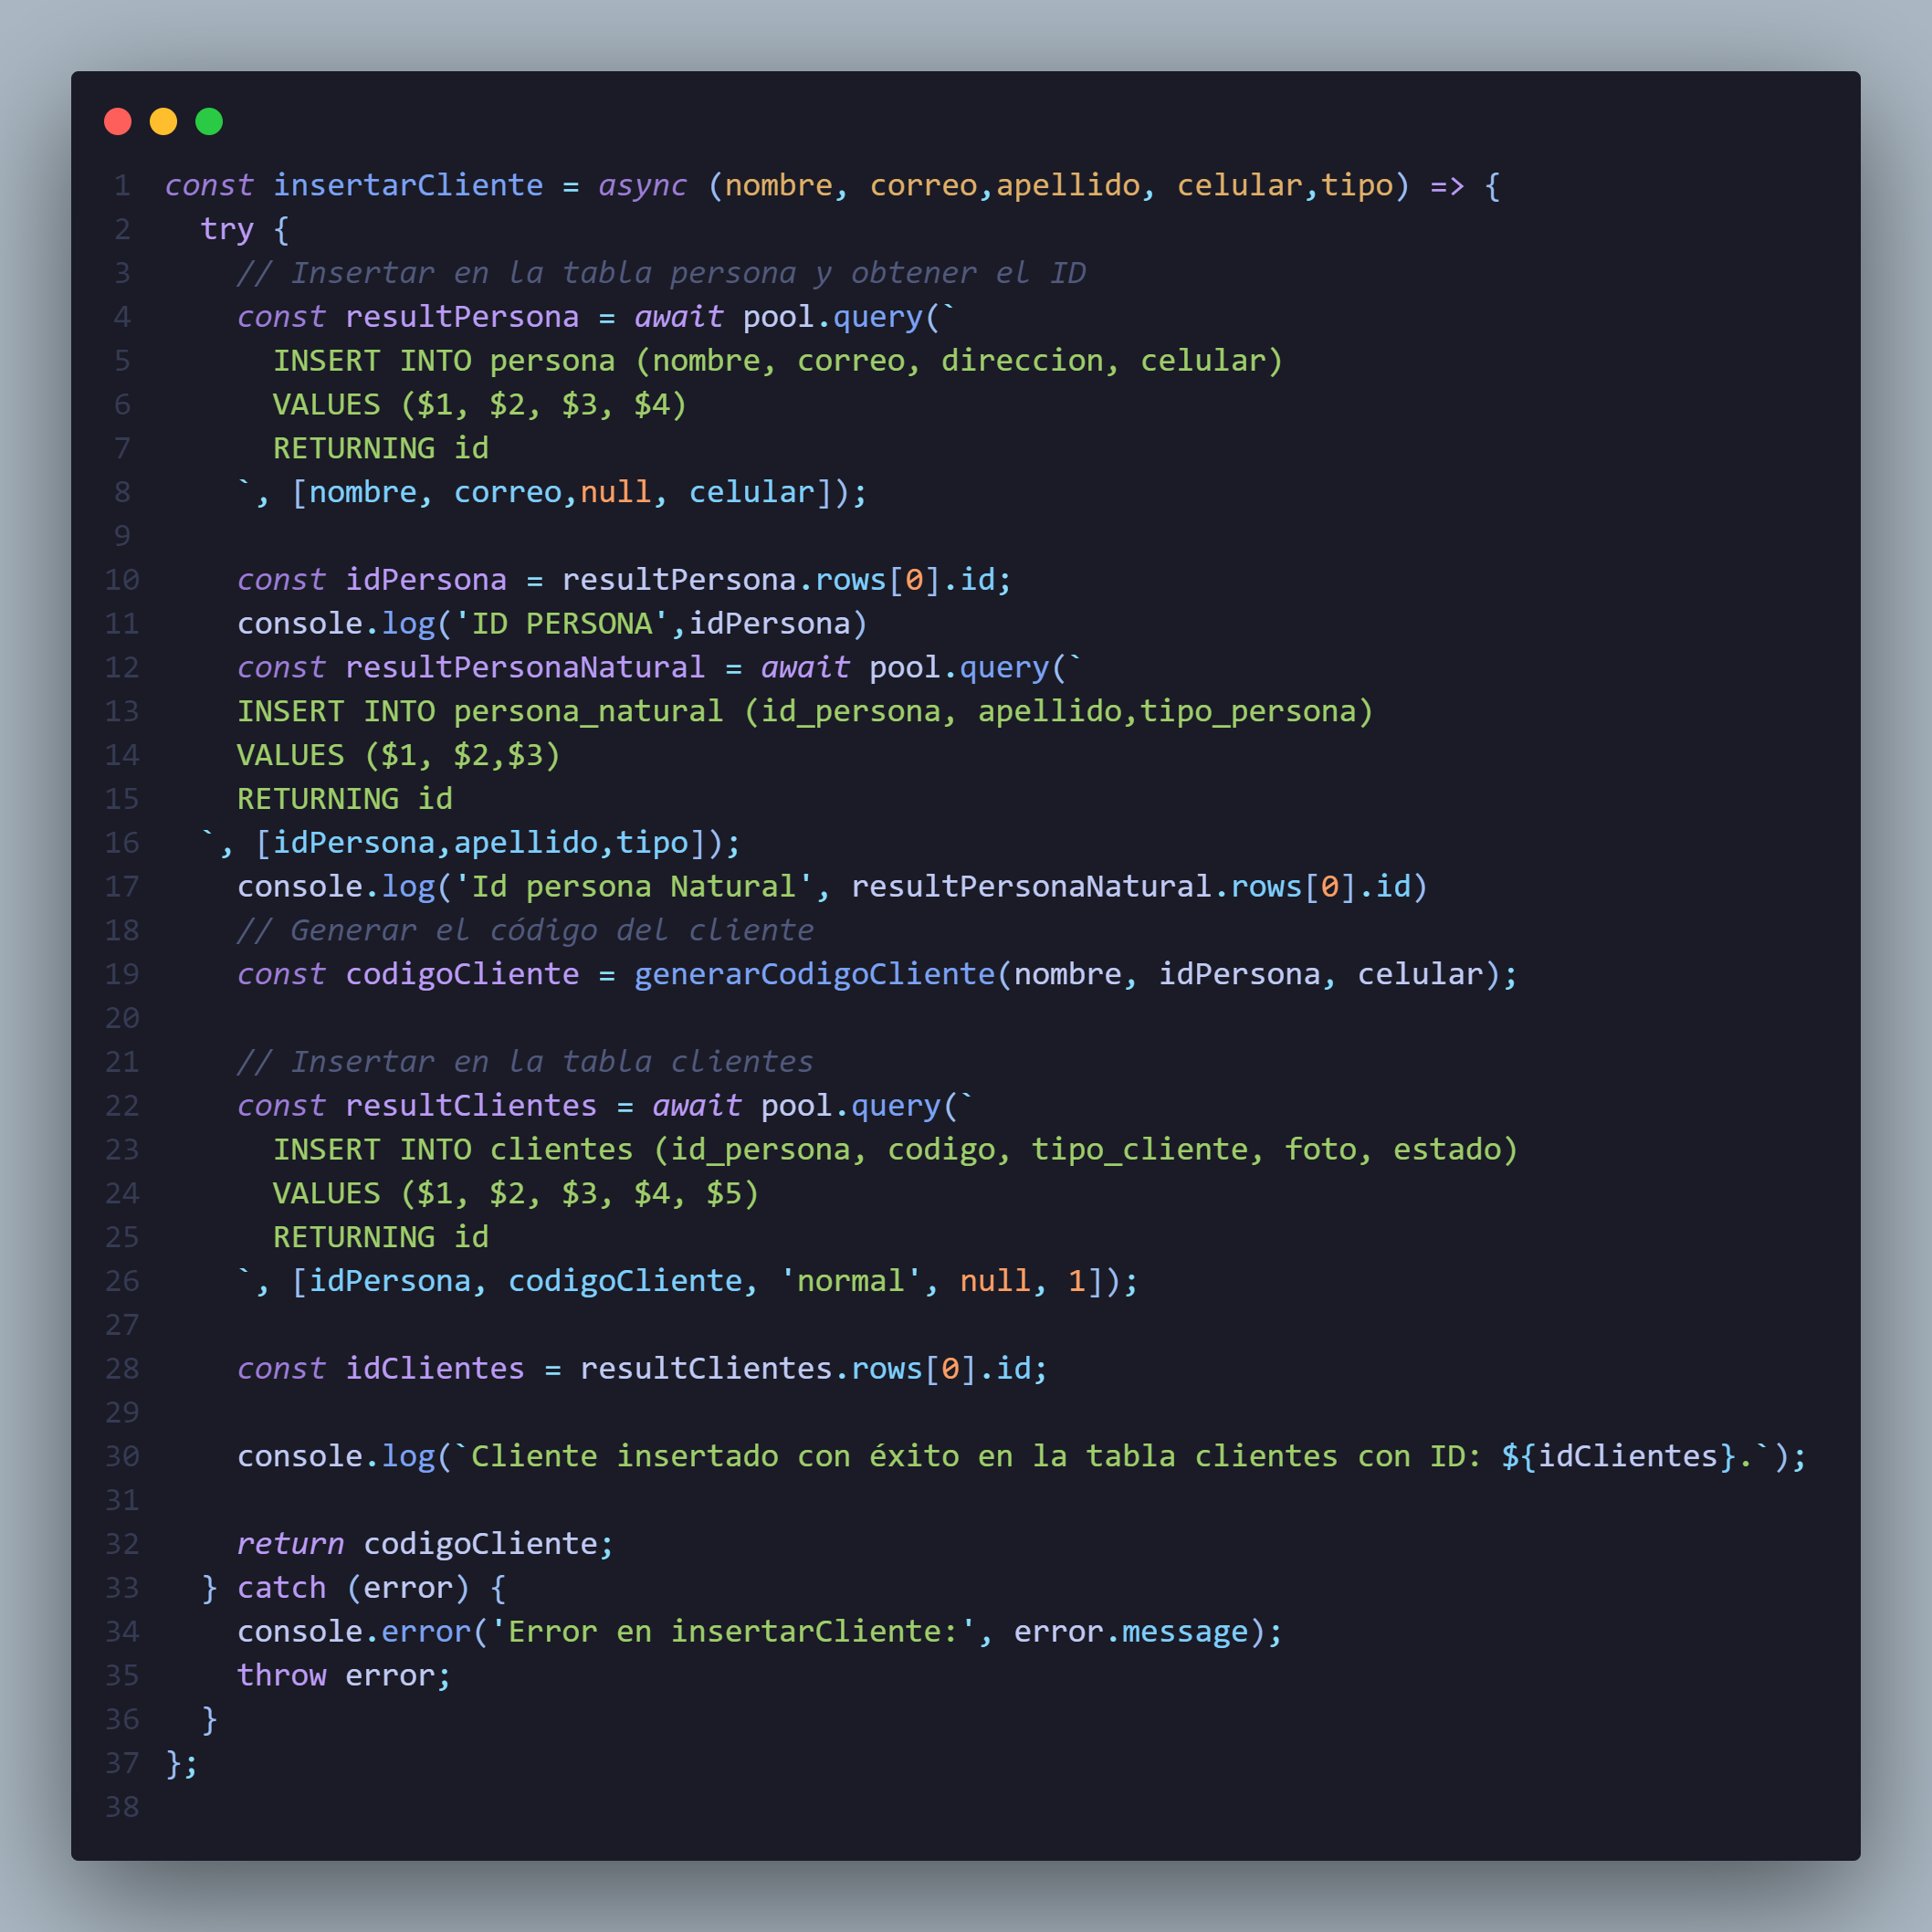 1 const insertarCliente = async (nombre, correo,apellido, celular,tipo) => {
2 try {
3 // Insertar en la tabla persona y obtener el ID
4 const resultPersona = await pool.query(`
5 INSERT INTO persona (nombre, correo, direccion, celular)
6 VALUES ($1, $2, $3, $4)
7 RETURNING id
8 `, [nombre, correo,null, celular]);
9
10 const idPersona = resultPersona.rows[0].id;
11 console.log('ID PERSONA',idPersona)
12 const resultPersonaNatural = await pool.query(`
13 INSERT INTO persona_natural (id_persona, apellido,tipo_persona)
14 VALUES ($1, $2,$3)
15 RETURNING id
16 `, [idPersona,apellido,tipo]);
17 console.log('Id persona Natural', resultPersonaNatural.rows[0].id)
18 // Generar el código del cliente
19 const codigoCliente = generarCodigoCliente(nombre, idPersona, celular);
20
21 // Insertar en la tabla clientes
22 const resultClientes = await pool.query(`
23 INSERT INTO clientes (id_persona, codigo, tipo_cliente, foto, estado)
24 VALUES ($1, $2, $3, $4, $5)
25 RETURNING id
26 `, [idPersona, codigoCliente, 'normal', null, 1]);
27
28 const idClientes = resultClientes.rows[0].id;
29
30 console.log(`Cliente insertado con éxito en la tabla clientes con ID: ${idClientes}.`);
31
32 return codigoCliente;
33 } catch (error) {
34 console.error('Error en insertarCliente:', error.message);
35 throw error;
36 }
37 };
38